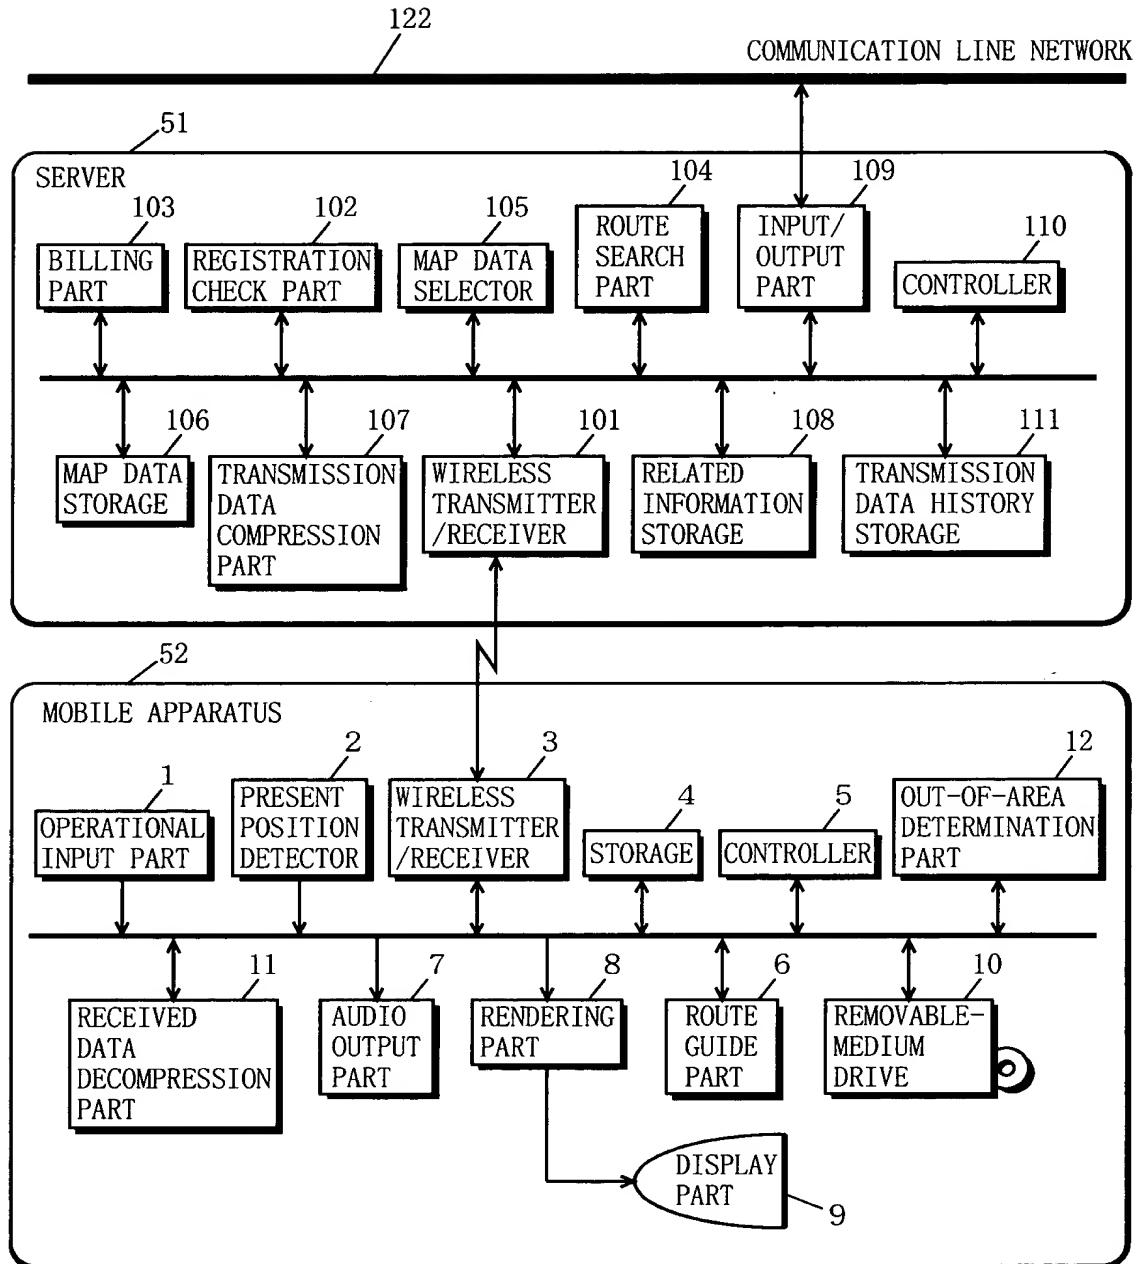 122
COMMUNICATION LINE NETWORK
51
SERVER
103
102
105
104
109
110
BILLING
PART
REGISTRATION
CHECK PART
MAP DATA
SELECTOR
ROUTE
SEARCH
PART
INPUT/
OUTPUT
PART
CONTROLLER
106
107
101
108
111
MAP DATA
STORAGE
TRANSMISSION
DATA
COMPRESSION
PART
WIRELESS
TRANSMITTER
/RECEIVER
RELATED
INFORMATION
STORAGE
TRANSMISSION
DATA HISTORY
STORAGE
52
MOBILE APPARATUS
1
2
3
4
5
12
OPERATIONAL
INPUT PART
PRESENT
POSITION
DETECTOR
WIRELESS
TRANSMITTER
/RECEIVER
STORAGE
CONTROLLER
OUT-OF-AREA
DETERMINATION
PART
11
7
8
6
10
RECEIVED
DATA
DECOMPRESSION
PART
AUDIO
OUTPUT
PART
RENDERING
PART
ROUTE
GUIDE
PART
REMOVABLE-
MEDIUM
DRIVE
DISPLAY
PART
9